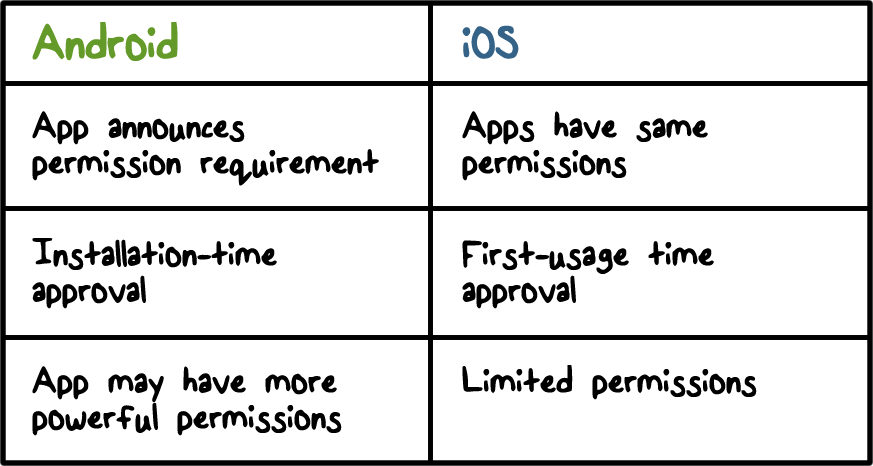 Android
iOS
App announces
permission requirement
Apps have same
permissions
Installation-time
approval
First-usage time
approval
App may have more
powerful permissions
Limited permissions